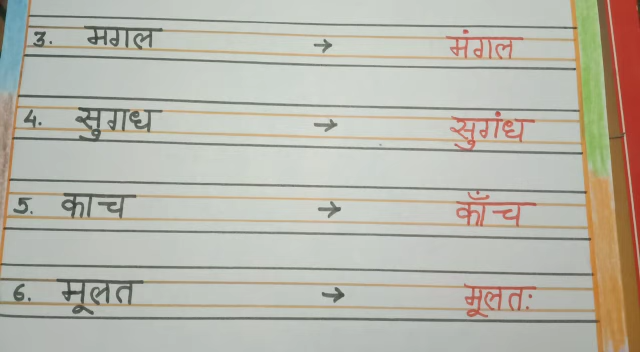 3. मगल → मंगल
4. सुगध → सुगंध
5. काच → काँच
6. मूलत → मूलतः